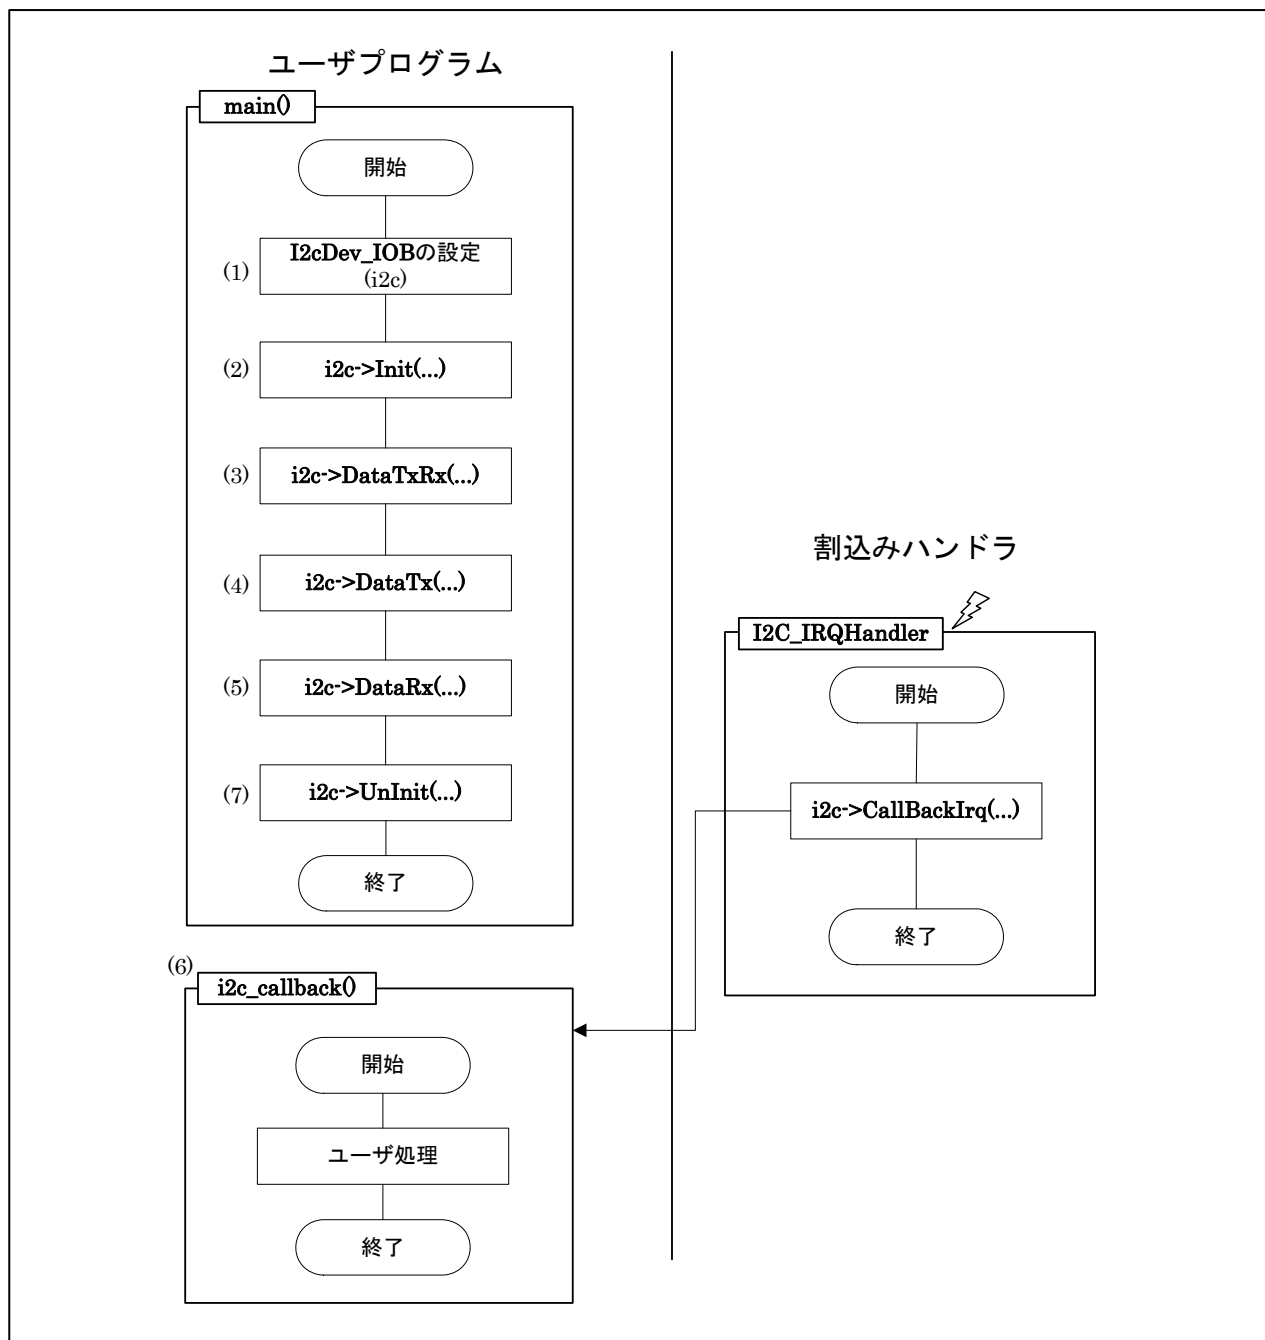 ユーザプログラム
main()
開始
(1)
I2cDev_IOBの設定
(i2c)
(2)
i2c->Init(...)
(3)
i2c->DataTxRx(...)
(4)
i2c->DataTx(...)
(5)
i2c->DataRx(...)
(7)
i2c->UnInit(...)
終了
(6)
i2c_callback()
開始
ユーザ処理
終了
割込みハンドラ
I2C_IRQHandler
開始
i2c->CallBackIrq(...)
終了